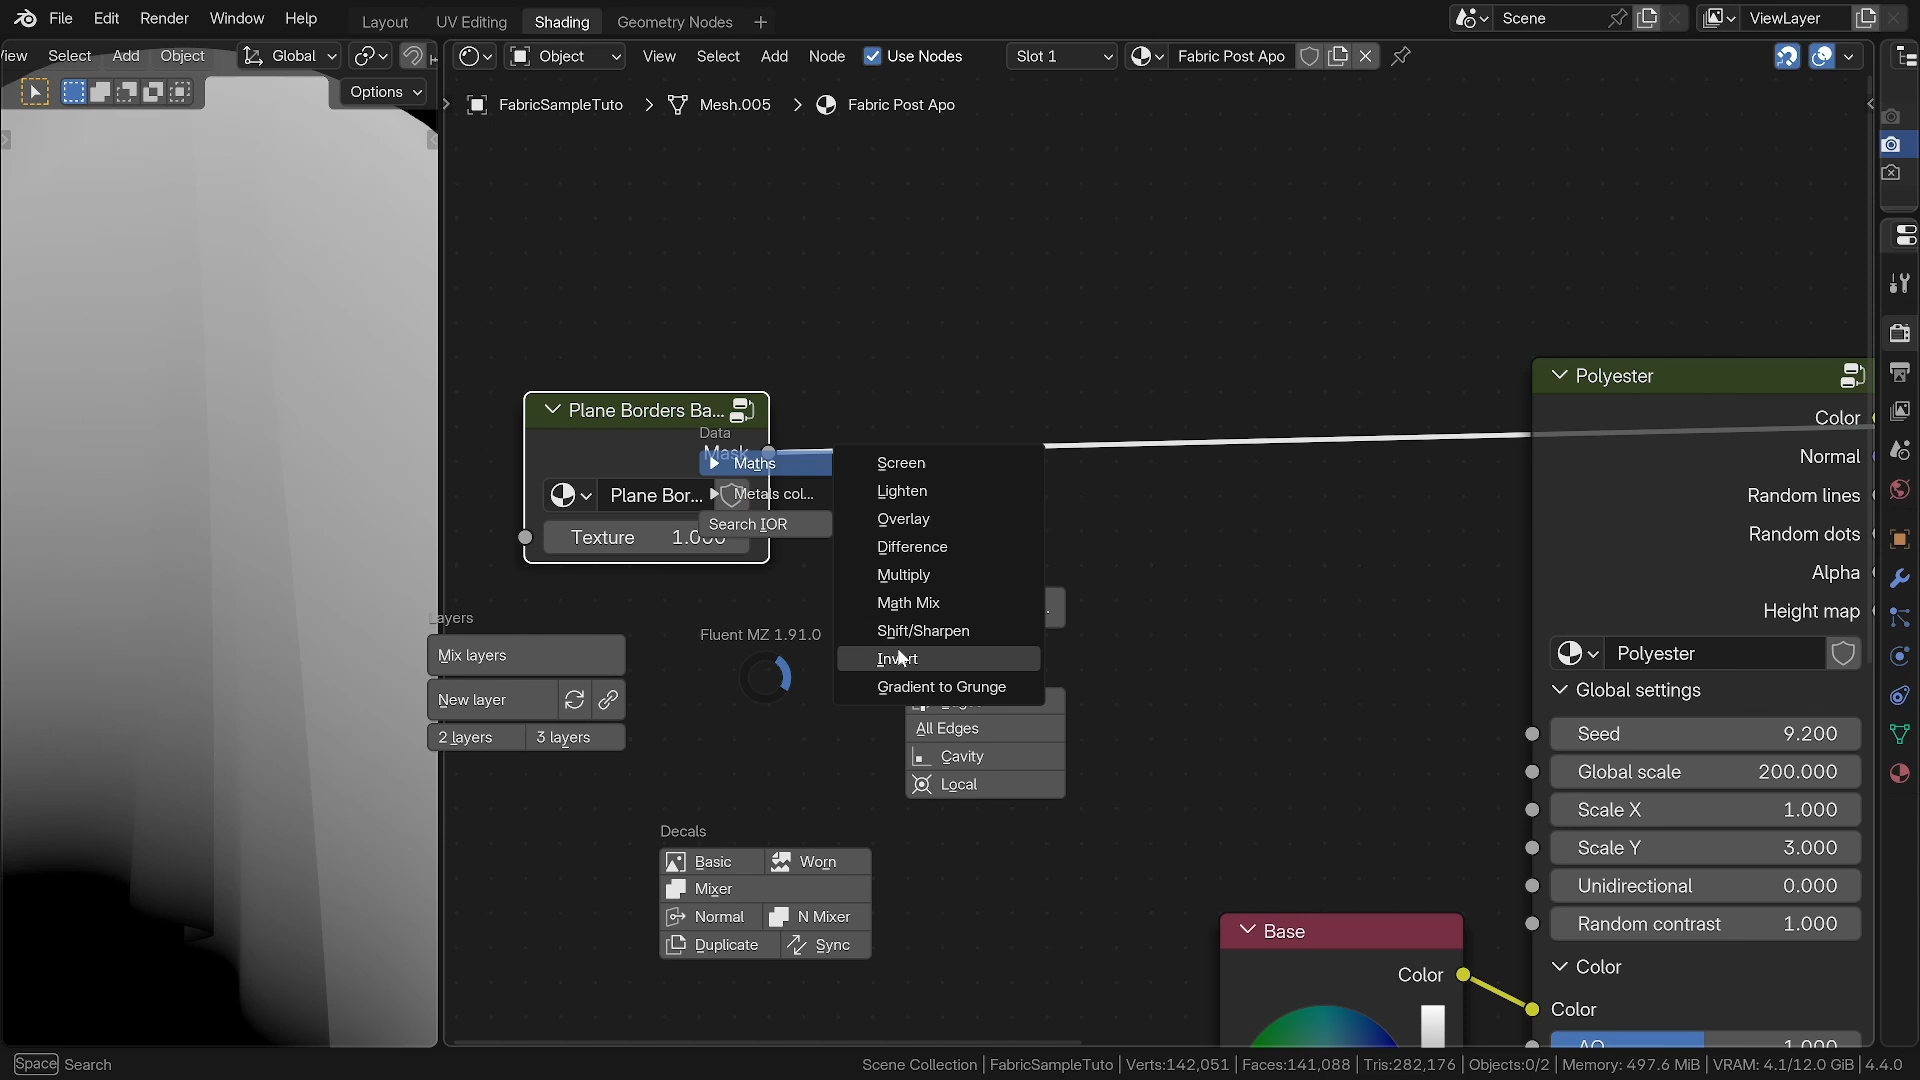 File Edit Render Window Help Layout UV Editing Shading Geometry Nodes Scene ViewLayer
iew Select Add Object Global Object View Select Add Node Use Nodes Slot 1 Fabric Post Apo
Options
FabricSampleTuto Mesh.005 Fabric Post Apo
Plane Borders Ba...
Data
Mask
Maths
Plane Bor...
Metals col...
Search IOR
Texture
Screen
Lighten
Overlay
Difference
Multiply
Math Mix
Shift/Sharpen
Invert
Gradient to Grunge
Fluent MZ 1.91.0
ayers
Mix layers
New layer
2 layers 3 layers
All Edges
Cavity
Local
Decals
Basic Worn
Mixer
Normal N Mixer
Duplicate Sync
Base
Color
Polyester
Color
Normal
Random lines
Random dots
Alpha
Height map
Polyester
Global settings
Seed 9.200
Global scale 200.000
Scale X 1.000
Scale Y 3.000
Unidirectional 0.000
Random contrast 1.000
Color
Color
AO 1.000
Space Search Scene Collection | FabricSampleTuto | Verts:142,051 | Faces:141,088 | Tris:282,176 | Objects:0/2 | Memory: 497.6 MiB | VRAM: 4.1/12.0 GiB | 4.4.0